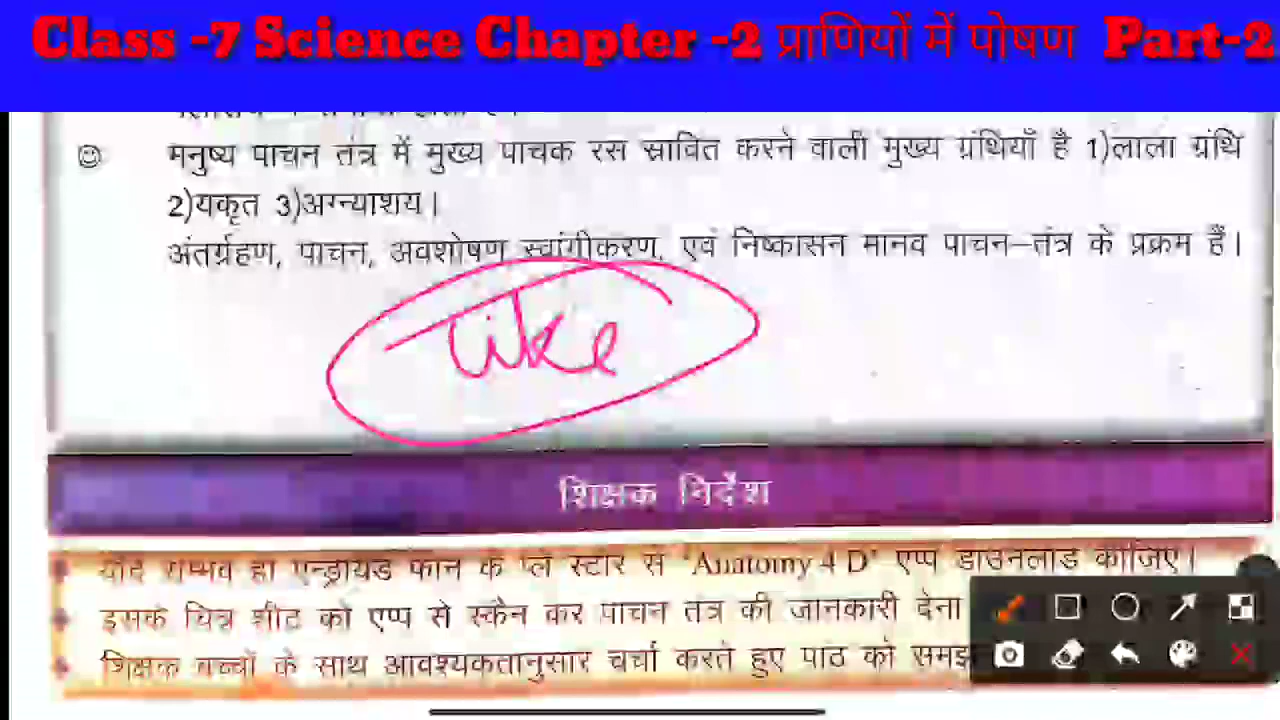 Class -7 Science Chapter -2 प्राणियों में पोषण Part-2
मनुष्य पाचन तंत्र में मुख्य पाचक रस स्रावित करने वाली मुख्य ग्रंथियाँ है 1)लाला ग्रंथि
2)यकृत 3)अग्न्याशय।
अंतर्ग्रहण, पाचन, अवशोषण स्वांगीकरण, एवं निष्कासन मानव पाचन–तंत्र के प्रक्रम हैं।
Like
शिक्षक निर्देश
यदि सम्भव हो एन्ड्रायड फोन के प्ले स्टोर से "Anatomy 4 D" एप्प डाउनलोड कीजिए।
इसके चित्र शीट को एप्प से स्कैन कर पाचन तंत्र की जानकारी देना
शिक्षक बच्चों के साथ आवश्यकतानुसार चर्चा करते हुए पाठ को